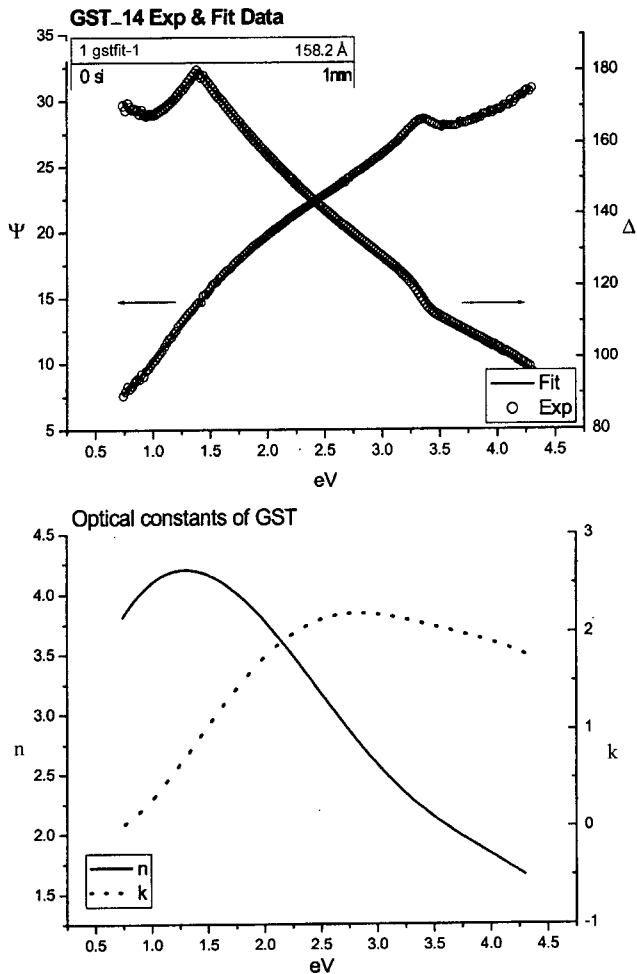 GST_14 Exp & Fit Data
1 gstfit-1 158.2 Å
0 si 1mm
35
30
25
20
15
10
5
Ψ
180
160
140
120
100
80
Δ
Fit
Exp
0.5 1.0 1.5 2.0 2.5 3.0 3.5 4.0 4.5
eV
Optical constants of GST
4.5
4.0
3.5
3.0
2.5
2.0
1.5
n
3
2
1
0
-1
k
n
k
0.5 1.0 1.5 2.0 2.5 3.0 3.5 4.0 4.5
eV